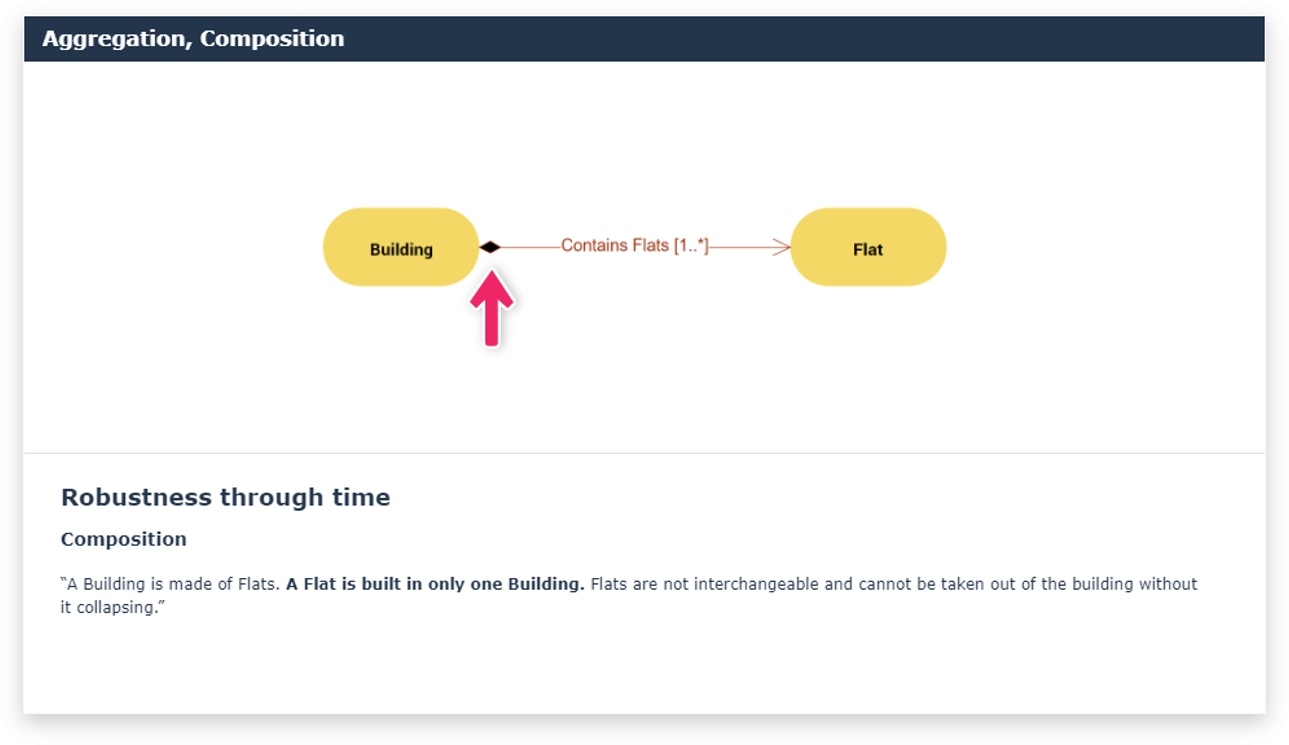 Aggregation, Composition
Building
Contains Flats [1..*]
Flat
Robustness through time
Composition
“A Building is made of Flats. A Flat is built in only one Building. Flats are not interchangeable and cannot be taken out of the building without
it collapsing.”